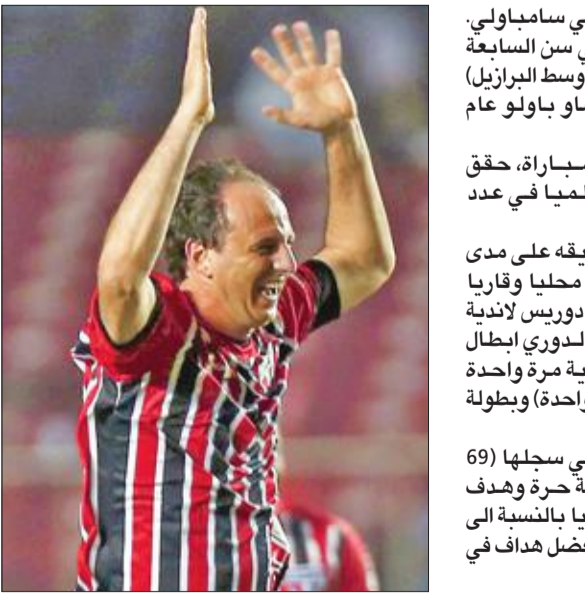 ي سامباولي.
ي سن السابعة
وسط البرازيل)
او باولو عام
مباراة، حقق
لميا في عدد
يقه على مدى
محليا وقاريا
دوريس لاندية
لدوري ابطال
ية مرة واحدة
واحدة) وبطولة
ي سجلها (69
ة حرة وهدف
يا بالنسبة الى
فضل هداف في